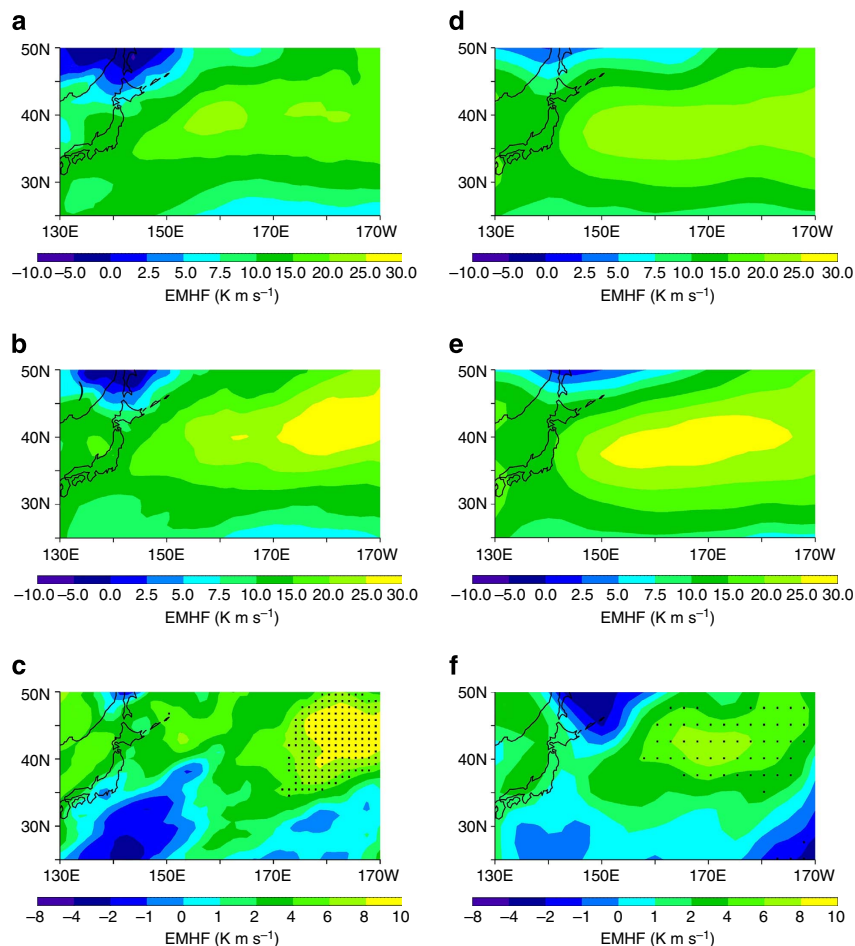 a
50N
40N
30N
130E 150E 170E 170W
–10.0 –5.0 0.0 2.5 5.0 7.5 10.0 15.0 20.0 25.0 30.0
EMHF (K m s⁻¹)
d
50N
40N
30N
130E 150E 170E 170W
–10.0 –5.0 0.0 2.5 5.0 7.5 10.0 15.0 20.0 25.0 30.0
EMHF (K m s⁻¹)
b
50N
40N
30N
130E 150E 170E 170W
–10.0 –5.0 0.0 2.5 5.0 7.5 10.0 15.0 20.0 25.0 30.0
EMHF (K m s⁻¹)
e
50N
40N
30N
130E 150E 170E 170W
–10.0 –5.0 0.0 2.5 5.0 7.5 10.0 15.0 20.0 25.0 30.0
EMHF (K m s⁻¹)
c
50N
40N
30N
130E 150E 170E 170W
–8 –4 –2 –1 0 1 2 4 6 8 10
EMHF (K m s⁻¹)
f
50N
40N
30N
130E 150E 170E 170W
–8 –4 –2 –1 0 1 2 4 6 8 10
EMHF (K m s⁻¹)